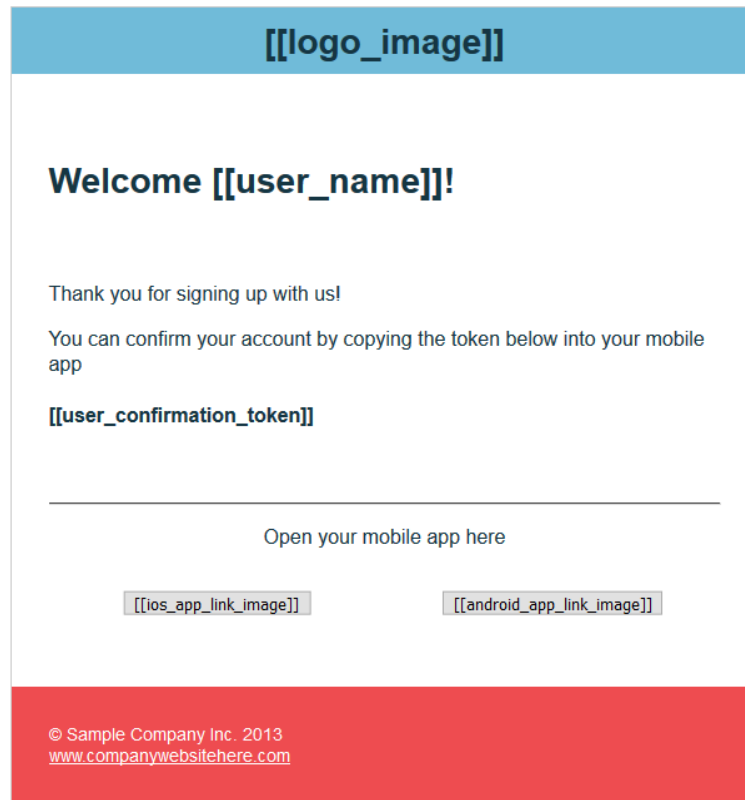 [[logo_image]]
Welcome [[user_name]]!
Thank you for signing up with us!
You can confirm your account by copying the token below into your mobile
app
[[user_confirmation_token]]
Open your mobile app here
[[ios_app_link_image]]
[[android_app_link_image]]
© Sample Company Inc. 2013
www.companywebsitehere.com